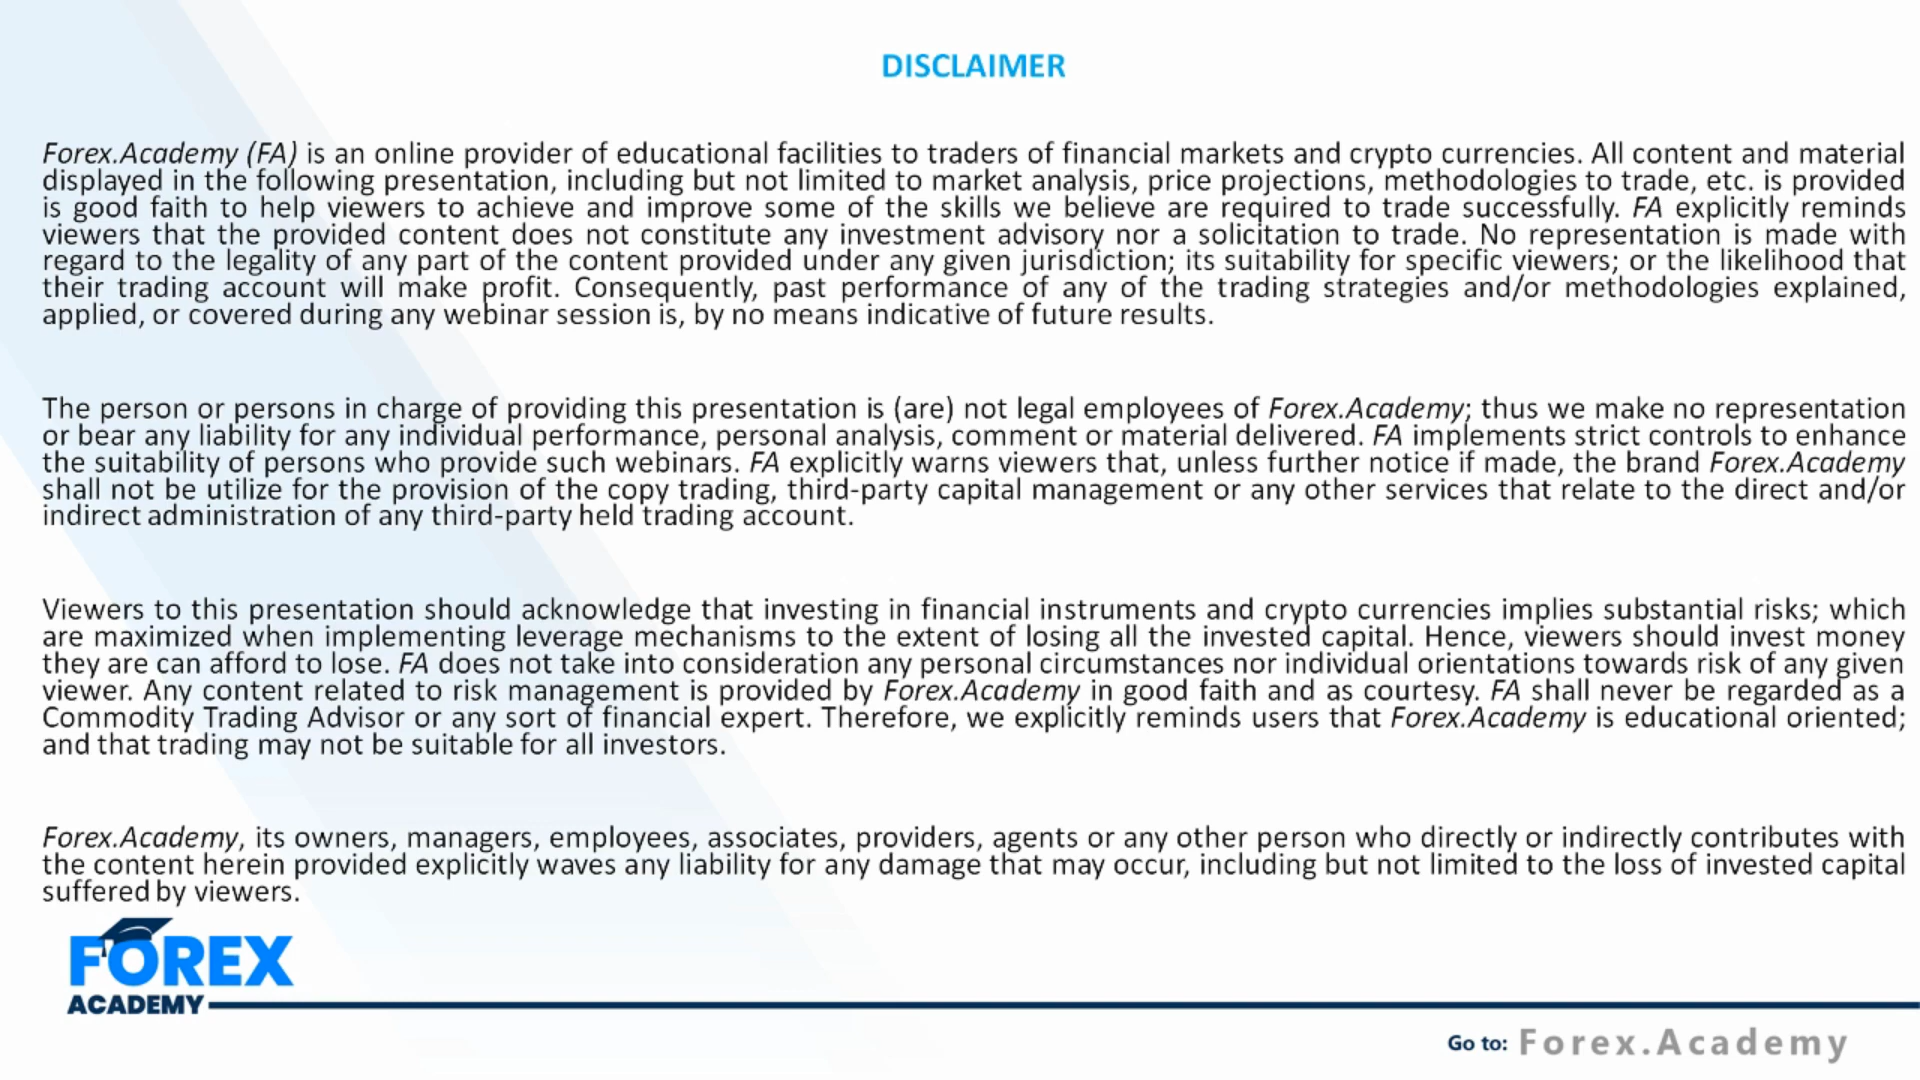 DISCLAIMER
Forex.Academy (FA) is an online provider of educational facilities to traders of financial markets and crypto currencies. All content and material
displayed in the following presentation, including but not limited to market analysis, price projections, methodologies to trade, etc. is provided
is good faith to help viewers to achieve and improve some of the skills we believe are required to trade successfully. FA explicitly reminds
viewers that the provided content does not constitute any investment advisory nor a solicitation to trade. No representation is made with
regard to the legality of any part of the content provided under any given jurisdiction; its suitability for specific viewers; or the likelihood that
their trading account will make profit. Consequently, past performance of any of the trading strategies and/or methodologies explained,
applied, or covered during any webinar session is, by no means indicative of future results.
The person or persons in charge of providing this presentation is (are) not legal employees of Forex.Academy; thus we make no representation
or bear any liability for any individual performance, personal analysis, comment or material delivered. FA implements strict controls to enhance
the suitability of persons who provide such webinars. FA explicitly warns viewers that, unless further notice if made, the brand Forex.Academy
shall not be utilize for the provision of the copy trading, third-party capital management or any other services that relate to the direct and/or
indirect administration of any third-party held trading account.
Viewers to this presentation should acknowledge that investing in financial instruments and crypto currencies implies substantial risks; which
are maximized when implementing leverage mechanisms to the extent of losing all the invested capital. Hence, viewers should invest money
they are can afford to lose. FA does not take into consideration any personal circumstances nor individual orientations towards risk of any given
viewer. Any content related to risk management is provided by Forex.Academy in good faith and as courtesy. FA shall never be regarded as a
Commodity Trading Advisor or any sort of financial expert. Therefore, we explicitly reminds users that Forex.Academy is educational oriented;
and that trading may not be suitable for all investors.
Forex.Academy, its owners, managers, employees, associates, providers, agents or any other person who directly or indirectly contributes with
the content herein provided explicitly waves any liability for any damage that may occur, including but not limited to the loss of invested capital
suffered by viewers.
FOREX
ACADEMY
Go to: Forex.Academy